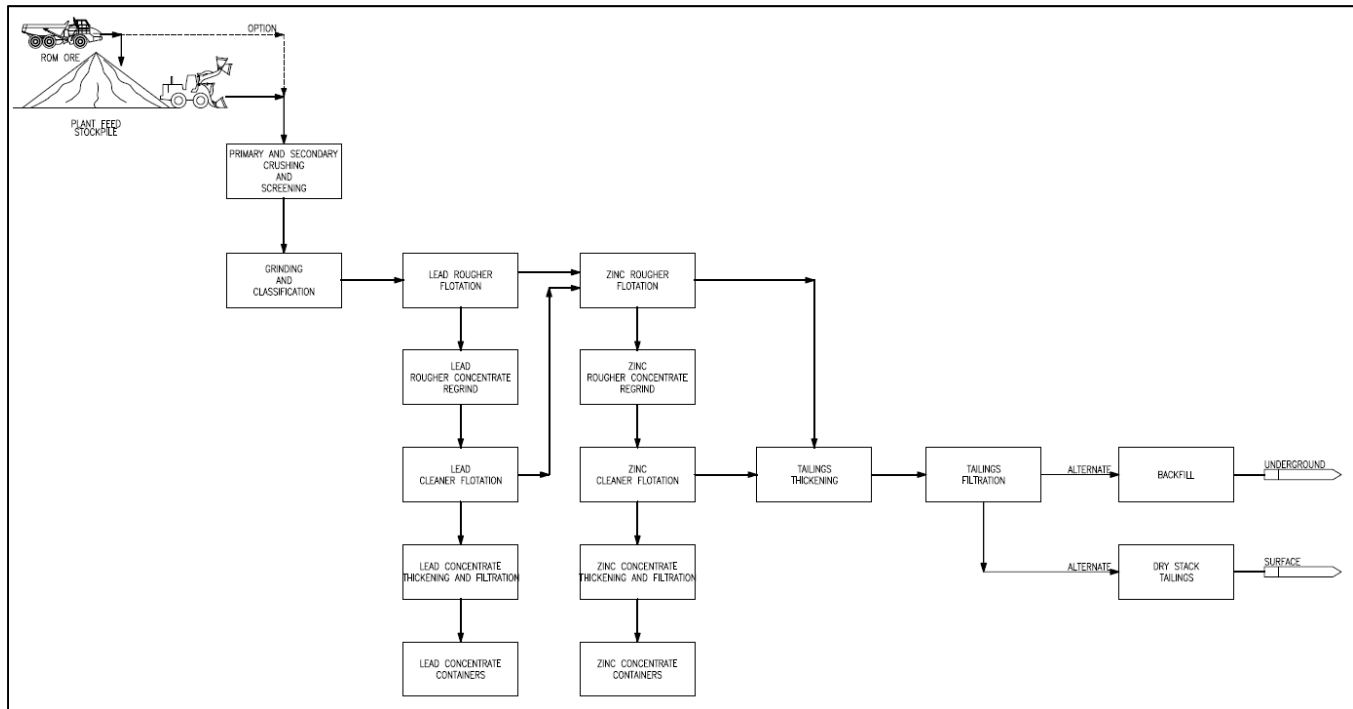 OPTION
ROM ORE
PLANT FEED
STOCKPILE
PRIMARY AND SECONDARY
CRUSHING
AND
SCREENING
GRINDING
AND
CLASSIFICATION
LEAD ROUGHER
FLOTATION
ZINC ROUGHER
FLOTATION
LEAD
ROUGHER CONCENTRATE
REGRIND
ZINC
ROUGHER CONCENTRATE
REGRIND
LEAD
CLEANER FLOTATION
ZINC
CLEANER FLOTATION
TAILINGS
THICKENING
TAILINGS
FILTRATION
ALTERNATE
BACKFILL
UNDERGROUND
LEAD CONCENTRATE
THICKENING AND FILTRATION
ZINC CONCENTRATE
THICKENING AND FILTRATION
ALTERNATE
DRY STACK
TAILINGS
SURFACE
LEAD CONCENTRATE
CONTAINERS
ZINC CONCENTRATE
CONTAINERS